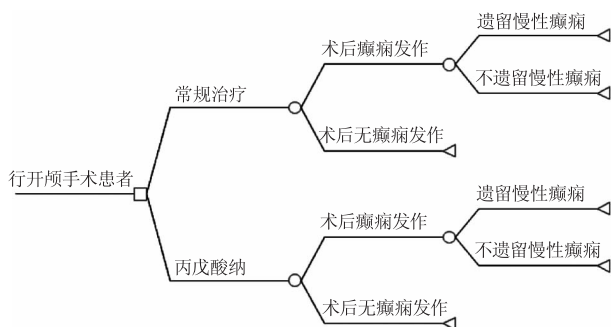 遗留慢性癫痫
术后癫痫发作
不遗留慢性癫痫
常规治疗
术后无癫痫发作
行开颅手术患者
遗留慢性癫痫
术后癫痫发作
不遗留慢性癫痫
丙戊酸纳
术后无癫痫发作